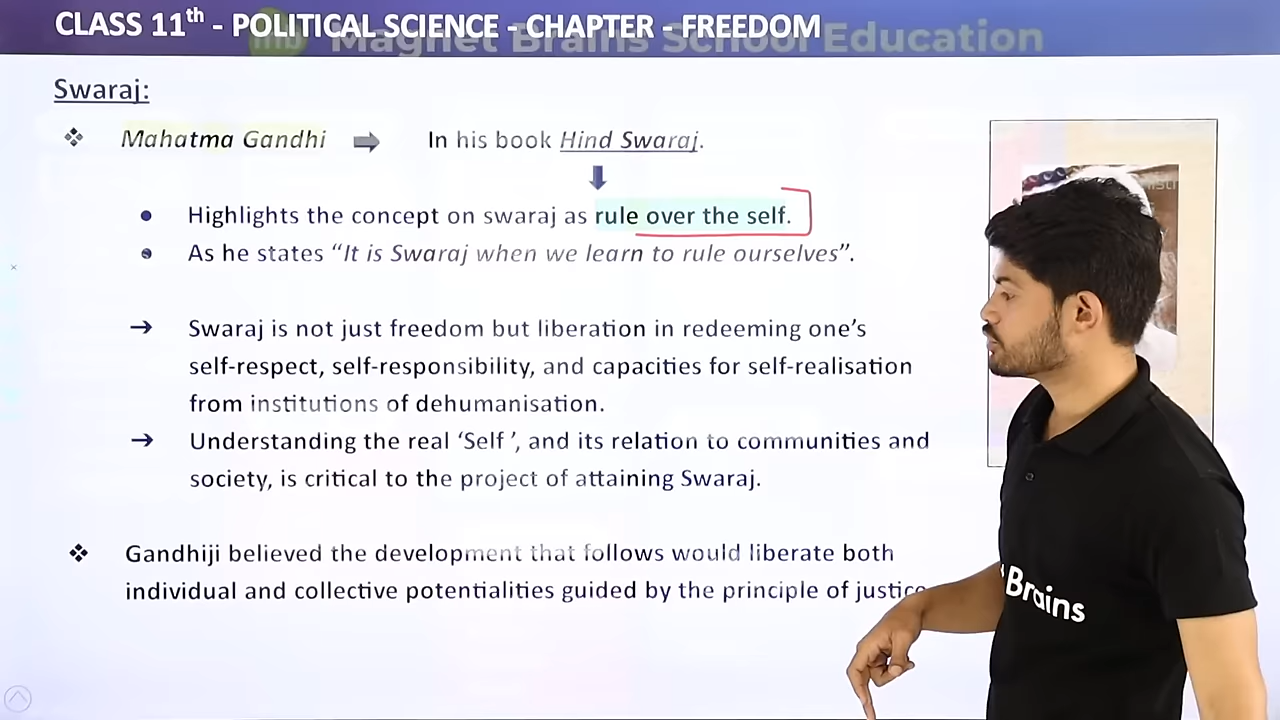 CLASS 11th - POLITICAL SCIENCE - CHAPTER - FREEDOM
Magnet Brains School Education
Swaraj:
❖ Mahatma Gandhi ➡ In his book Hind Swaraj.
• Highlights the concept on swaraj as rule over the self.
• As he states “It is Swaraj when we learn to rule ourselves”.
→ Swaraj is not just freedom but liberation in redeeming one’s
self-respect, self-responsibility, and capacities for self-realisation
from institutions of dehumanisation.
→ Understanding the real ‘Self’, and its relation to communities and
society, is critical to the project of attaining Swaraj.
❖ Gandhiji believed the development that follows would liberate both
individual and collective potentialities guided by the principle of justice
Brains